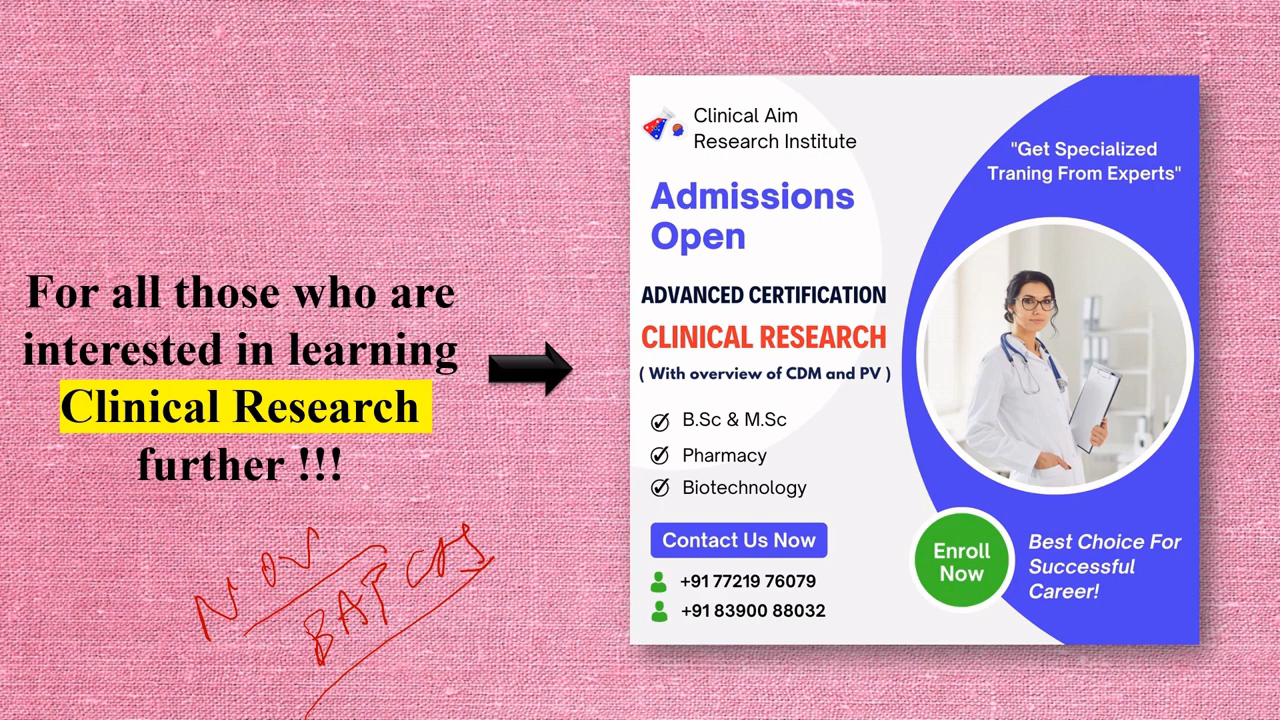 For all those who are
interested in learning
Clinical Research
further !!!
NOV
BATCHS
Clinical Aim
Research Institute
Admissions
Open
ADVANCED CERTIFICATION
CLINICAL RESEARCH
( With overview of CDM and PV )
B.Sc & M.Sc
Pharmacy
Biotechnology
Contact Us Now
+91 77219 76079
+91 83900 88032
"Get Specialized
Traning From Experts"
Enroll
Now
Best Choice For
Successful
Career!